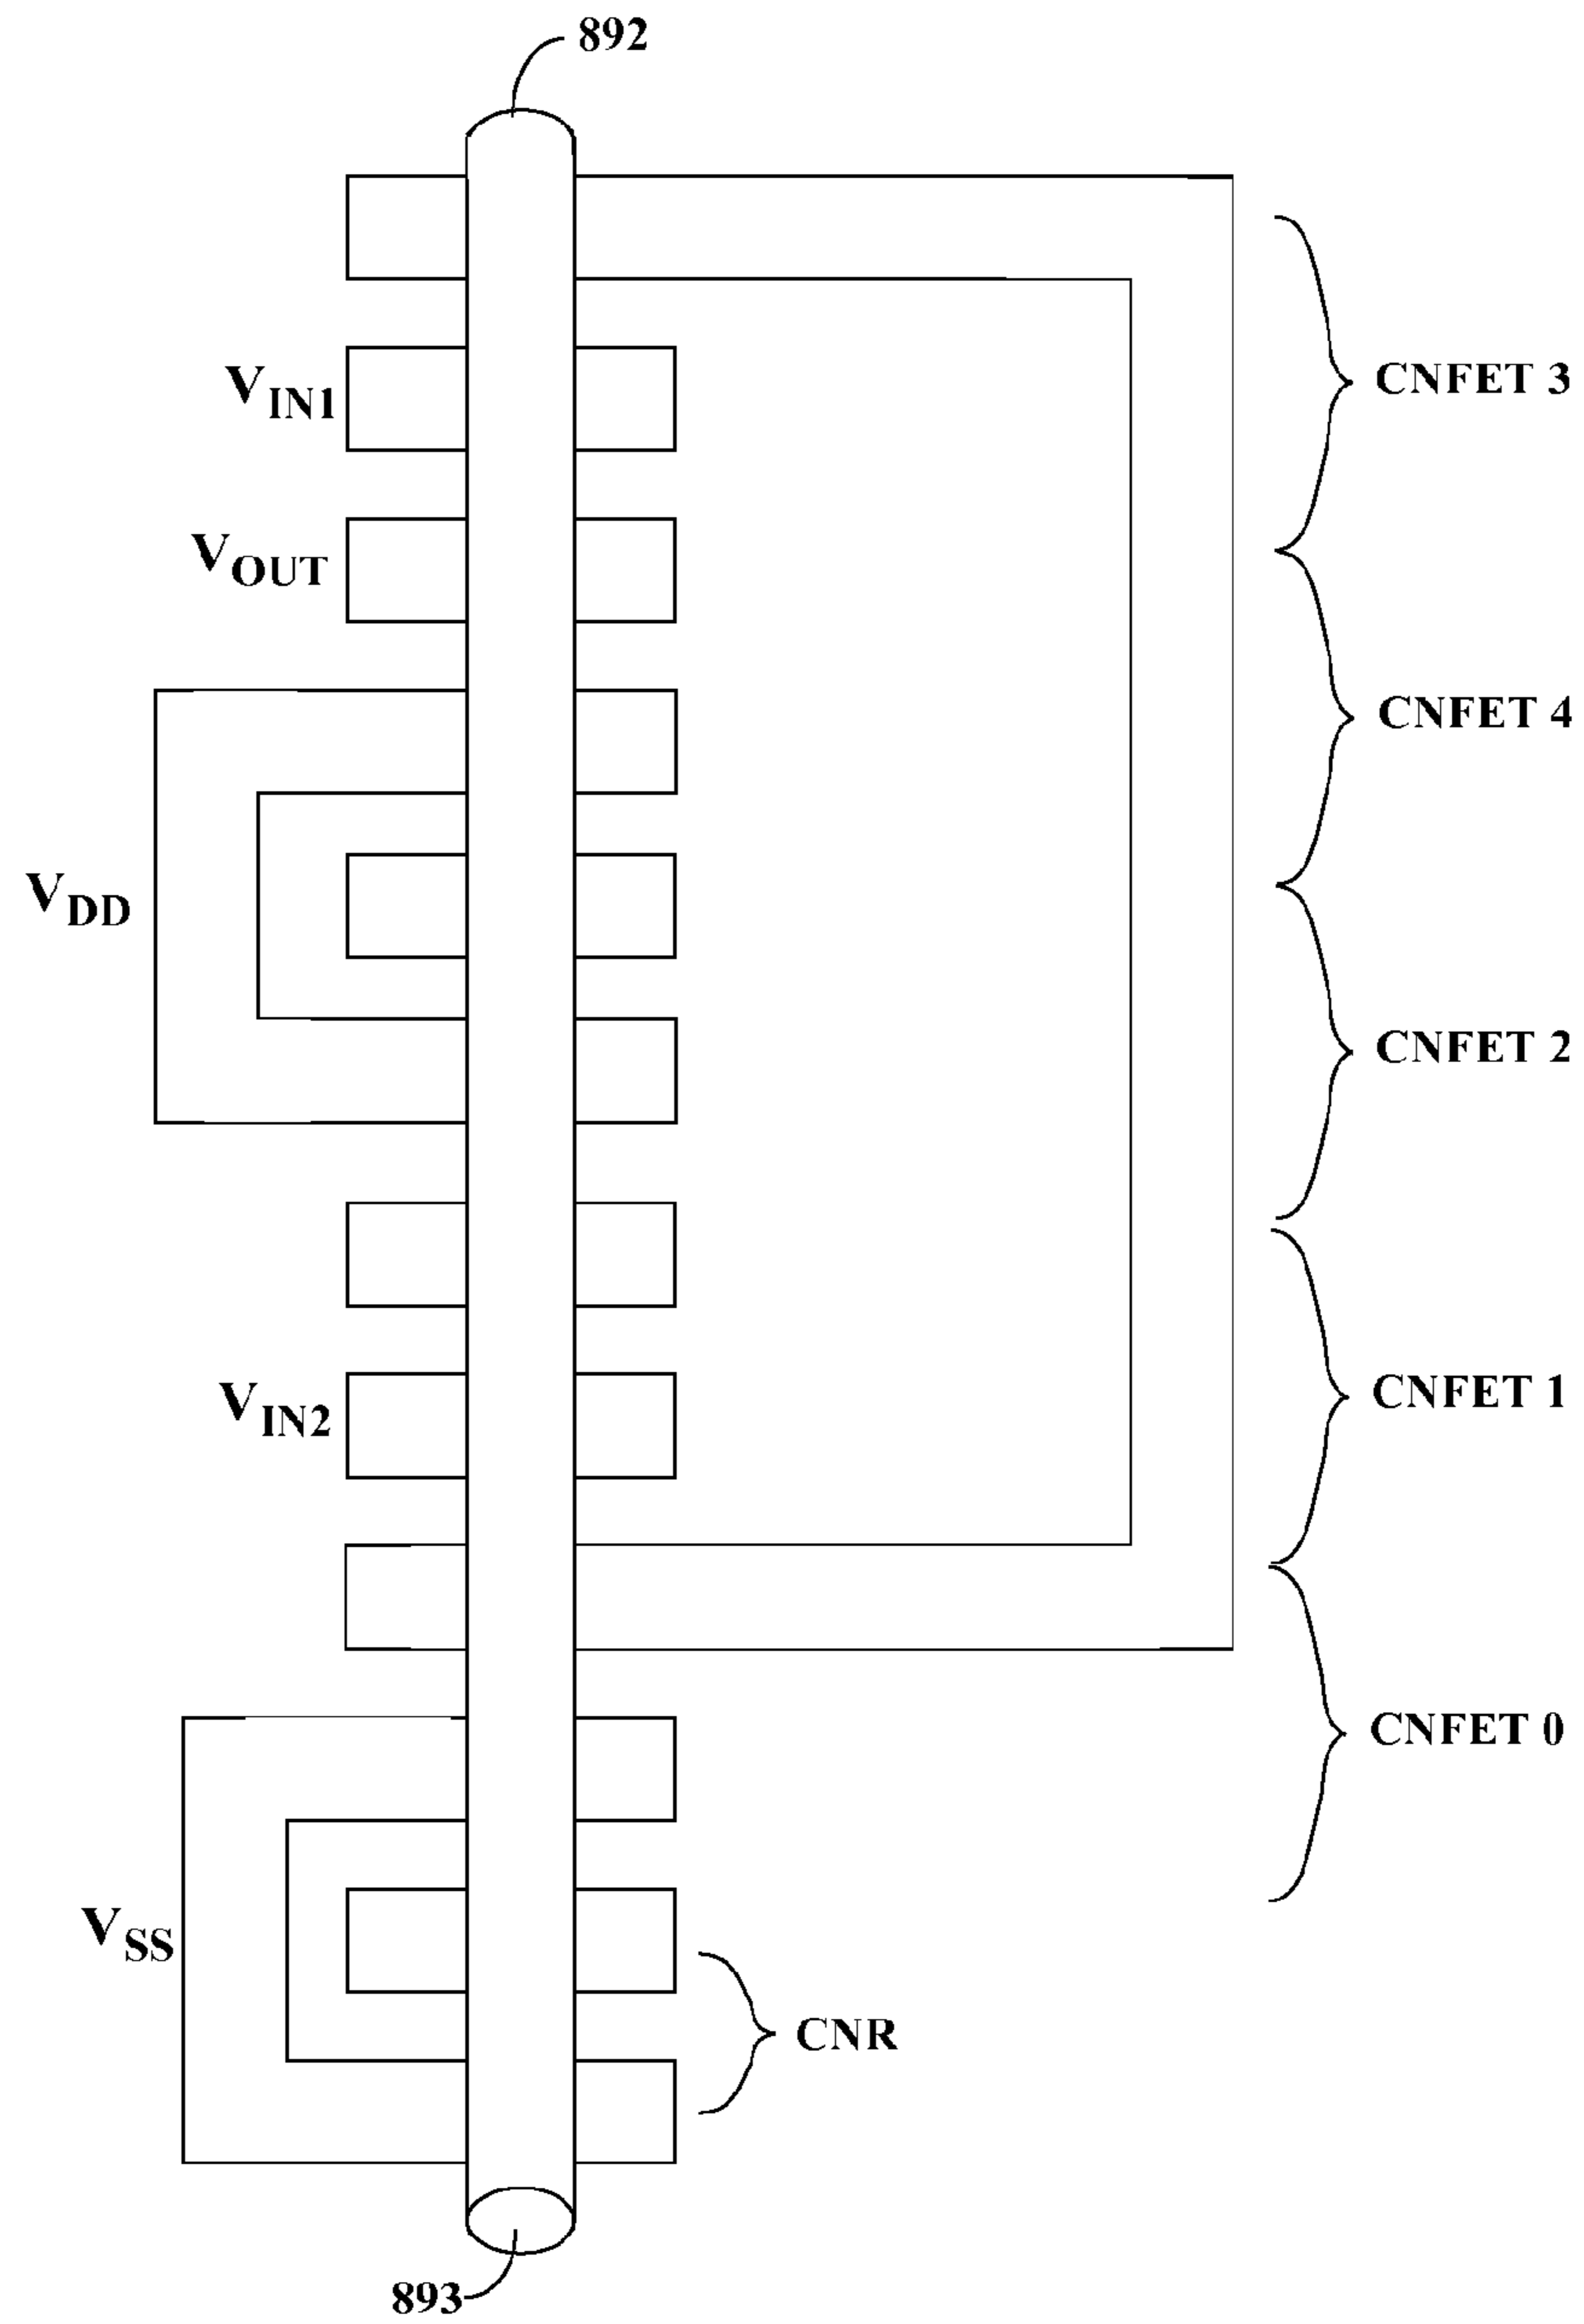 892
CNFET 3
VIN1
VOUT
CNFET 4
VDD
CNFET 2
CNFET 1
VIN2
CNFET 0
VSS
CNR
893